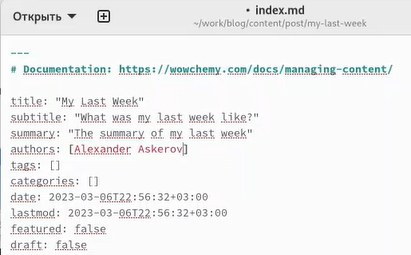 Открыть
• index.md
~/work/blog/content/post/my-last-week
---
# Documentation: https://wowchemy.com/docs/managing-content/
title: "My Last Week"
subtitle: "What was my last week like?"
summary: "The summary of my last week"
authors: [Alexander Askerov]
tags: []
categories: []
date: 2023-03-06T22:56:32+03:00
lastmod: 2023-03-06T22:56:32+03:00
featured: false
draft: false